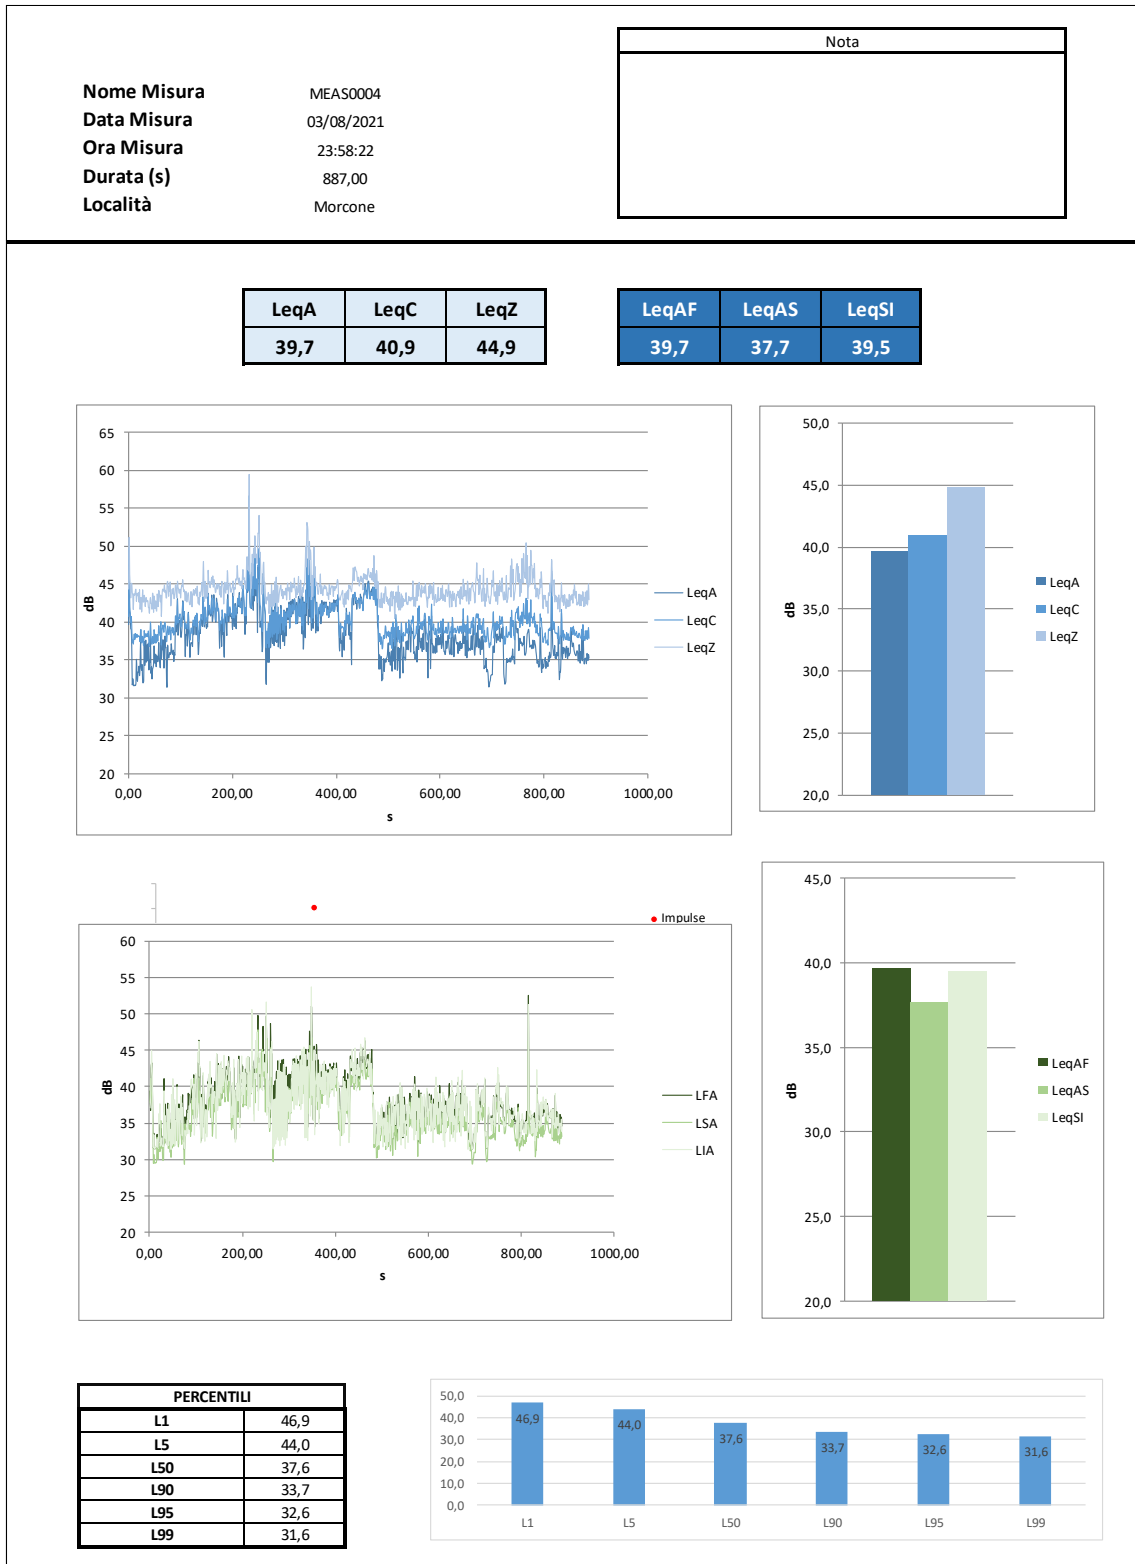 Nota
Nome Misura MEAS0004
Data Misura 03/08/2021
Ora Misura 23:58:22
Durata (s) 887,00
Località Morcone
LeqA LeqC LeqZ
39,7 40,9 44,9
LeqAF LeqAS LeqSI
39,7 37,7 39,5
65
60
55
50
45
40
35
30
25
20
dB
0,00 200,00 400,00 600,00 800,00 1000,00
s
LeqA
LeqC
LeqZ
50,0
45,0
40,0
35,0
30,0
25,0
20,0
dB
LeqA
LeqC
LeqZ
Impulse
60
55
50
45
40
35
30
25
20
dB
dB
0,00 200,00 400,00 600,00 800,00 1000,00
s
LFA
LSA
LIA
45,0
40,0
35,0
30,0
25,0
20,0
dB
LeqAF
LeqAS
LeqSI
PERCENTILI
L1 46,9
L5 44,0
L50 37,6
L90 33,7
L95 32,6
L99 31,6
50,0
40,0
30,0
20,0
10,0
0,0
46,9 44,0 37,6 33,7 32,6 31,6
L1 L5 L50 L90 L95 L99